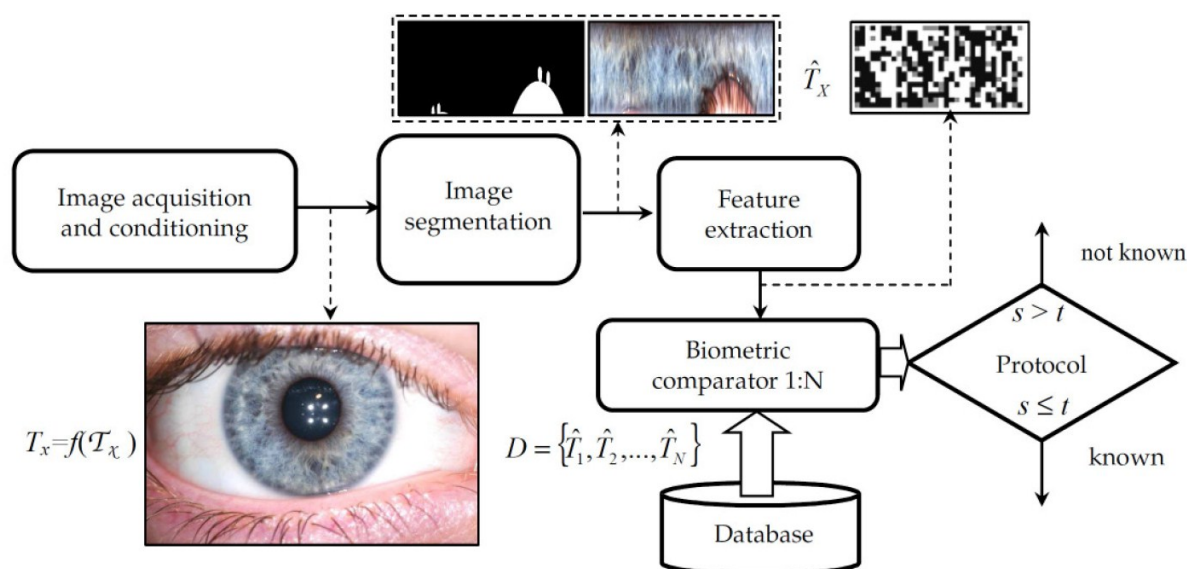 T̂_X
Image acquisition
and conditioning
Image
segmentation
Feature
extraction
not known
s > t
Protocol
s ≤ t
known
Biometric
comparator 1:N
T_x=f(𝒯_χ)
D = {T̂_1,T̂_2,...,T̂_N}
Database